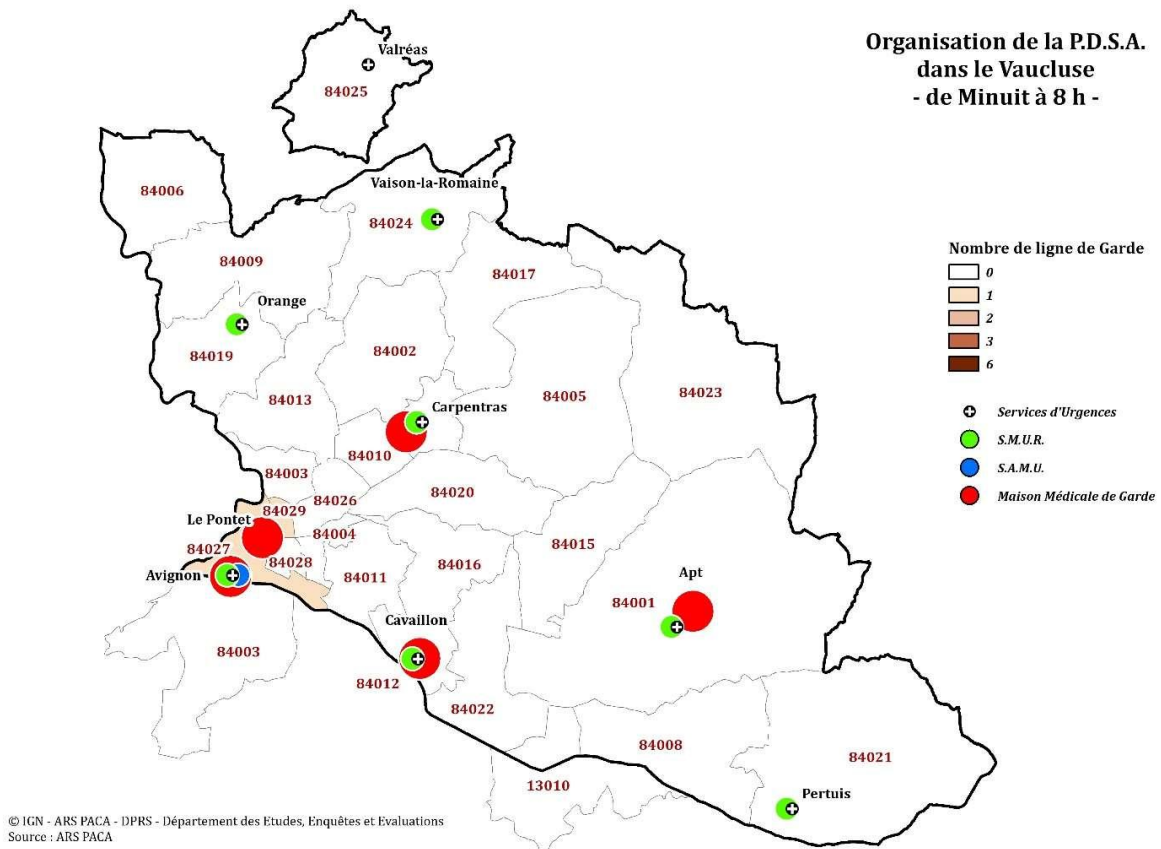 Organisation de la P.D.S.A.
dans le Vaucluse
- de Minuit à 8 h -
Valréas
84025
84006
Vaison-la-Romaine
84024
84009
84017
Orange
84019
84002
84013
84005
84023
Carpentras
84010
84003
84026
84020
84029
Le Pontet
84004
84027
84028
84015
84016
84011
Avignon
Apt
84001
Cavaillon
84003
84012
84022
84008
84021
13010
Pertuis
Nombre de ligne de Garde
0
1
2
3
6
Services d'Urgences
S.M.U.R.
S.A.M.U.
Maison Médicale de Garde
© IGN - ARS PACA - DPRS - Département des Etudes, Enquêtes et Evaluations
Source : ARS PACA